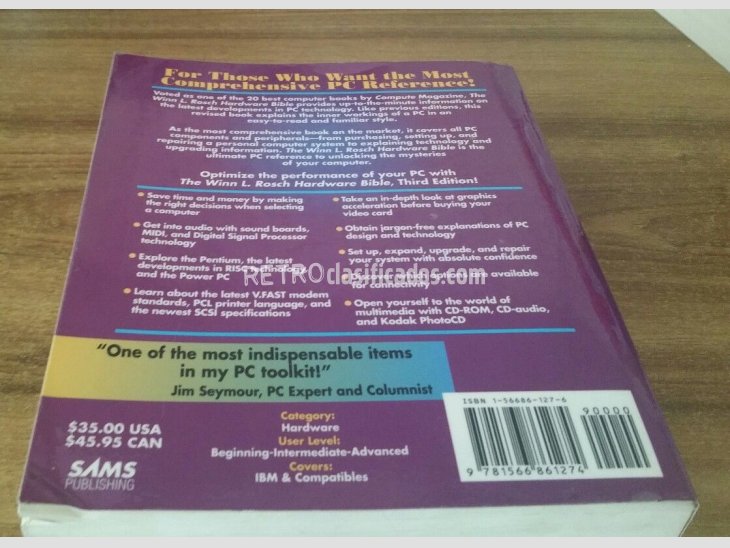 For Those Who Want the Most
Comprehensive PC Reference!
Voted as one of the 20 best computer books by Compute Magazine, The
Winn L. Rosch Hardware Bible provides up-to-the-minute information on
the latest developments in PC technology. Like previous editions, this
revised book explains the inner workings of a PC in an
easy-to-read and familiar style.
As the most comprehensive book on the market, it covers all PC
components and peripherals—from purchasing, setting up, and
repairing a personal computer system to explaining technology and
upgrading information. The Winn L. Rosch Hardware Bible is the
ultimate PC reference to unlocking the mysteries
of your computer.
Optimize the performance of your PC with
The Winn L. Rosch Hardware Bible, Third Edition!
• Save time and money by making
the right decisions when selecting
a computer
• Get into audio with sound boards,
MIDI, and Digital Signal Processor
technology
• Explore the Pentium, the latest
developments in RISC technology,
and the Power PC
• Learn about the latest V.FAST modem
standards, PCL printer language, and
the newest SCSI specifications
• Take an in-depth look at graphics
acceleration before buying your
video card
• Obtain jargon-free explanations of PC
design and technology
• Set up, expand, upgrade, and repair
your system with absolute confidence
• Discover what options are available
for connectivity
• Open yourself to the world of
multimedia with CD-ROM, CD-audio,
and Kodak PhotoCD
RETROclasificados.com
"One of the most indispensable items
in my PC toolkit!"
Jim Seymour, PC Expert and Columnist
$35.00 USA
$45.95 CAN
SAMS
PUBLISHING
Category:
Hardware
User Level:
Beginning-Intermediate-Advanced
Covers:
IBM & Compatibles
ISBN 1-56686-127-6
90000
9 781566 861274